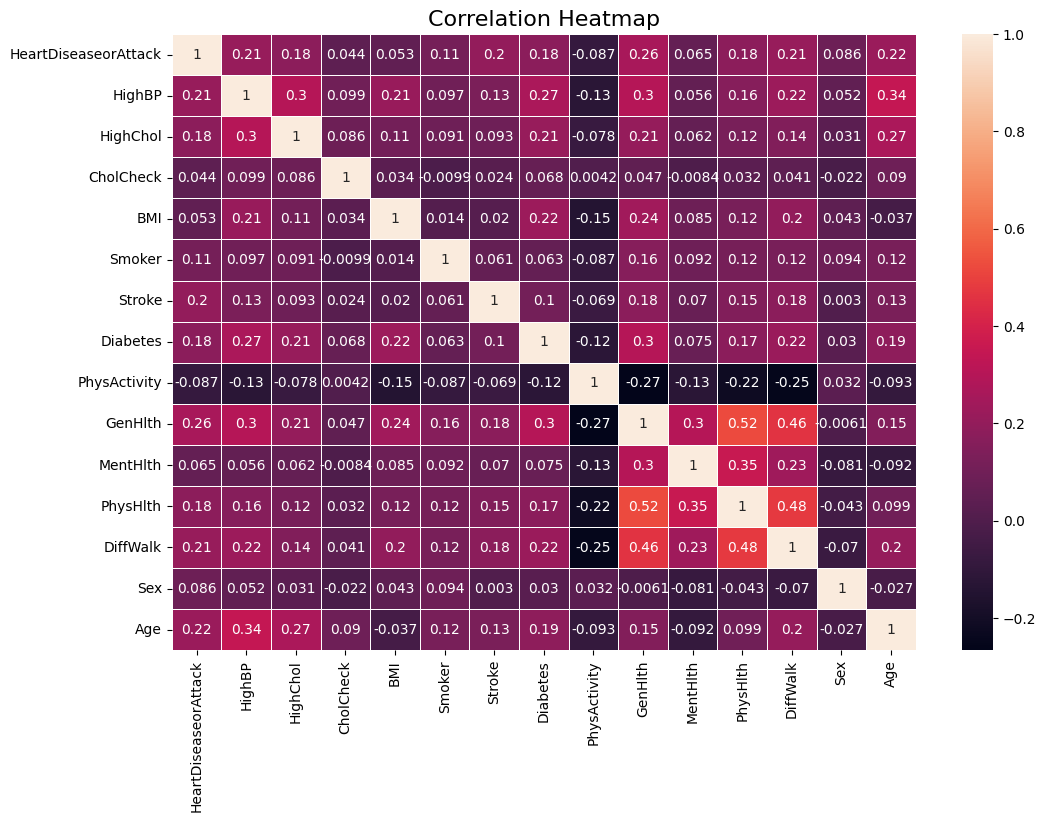 Correlation Heatmap
HeartDiseaseorAttack 1 0.21 0.18 0.044 0.053 0.11 0.2 0.18 -0.087 0.26 0.065 0.18 0.21 0.086 0.22
HighBP 0.21 1 0.3 0.099 0.21 0.097 0.13 0.27 -0.13 0.3 0.056 0.16 0.22 0.052 0.34
HighChol 0.18 0.3 1 0.086 0.11 0.091 0.093 0.21 -0.078 0.21 0.062 0.12 0.14 0.031 0.27
CholCheck 0.044 0.099 0.086 1 0.034 -0.0099 0.024 0.068 0.0042 0.047 -0.0084 0.032 0.041 -0.022 0.09
BMI 0.053 0.21 0.11 0.034 1 0.014 0.02 0.22 -0.15 0.24 0.085 0.12 0.2 0.043 -0.037
Smoker 0.11 0.097 0.091 -0.0099 0.014 1 0.061 0.063 -0.087 0.16 0.092 0.12 0.12 0.094 0.12
Stroke 0.2 0.13 0.093 0.024 0.02 0.061 1 0.1 -0.069 0.18 0.07 0.15 0.18 0.003 0.13
Diabetes 0.18 0.27 0.21 0.068 0.22 0.063 0.1 1 -0.12 0.3 0.075 0.17 0.22 0.03 0.19
PhysActivity -0.087 -0.13 -0.078 0.0042 -0.15 -0.087 -0.069 -0.12 1 -0.27 -0.13 -0.22 -0.25 0.032 -0.093
GenHlth 0.26 0.3 0.21 0.047 0.24 0.16 0.18 0.3 -0.27 1 0.3 0.52 0.46 -0.0061 0.15
MentHlth 0.065 0.056 0.062 -0.0084 0.085 0.092 0.07 0.075 -0.13 0.3 1 0.35 0.23 -0.081 -0.092
PhysHlth 0.18 0.16 0.12 0.032 0.12 0.12 0.15 0.17 -0.22 0.52 0.35 1 0.48 -0.043 0.099
DiffWalk 0.21 0.22 0.14 0.041 0.2 0.12 0.18 0.22 -0.25 0.46 0.23 0.48 1 -0.07 0.2
Sex 0.086 0.052 0.031 -0.022 0.043 0.094 0.003 0.03 0.032 -0.0061 -0.081 -0.043 -0.07 1 -0.027
Age 0.22 0.34 0.27 0.09 -0.037 0.12 0.13 0.19 -0.093 0.15 -0.092 0.099 0.2 -0.027 1
HeartDiseaseorAttack
HighBP
HighChol
CholCheck
BMI
Smoker
Stroke
Diabetes
PhysActivity
GenHlth
MentHlth
PhysHlth
DiffWalk
Sex
Age
1.0
0.8
0.6
0.4
0.2
0.0
−0.2